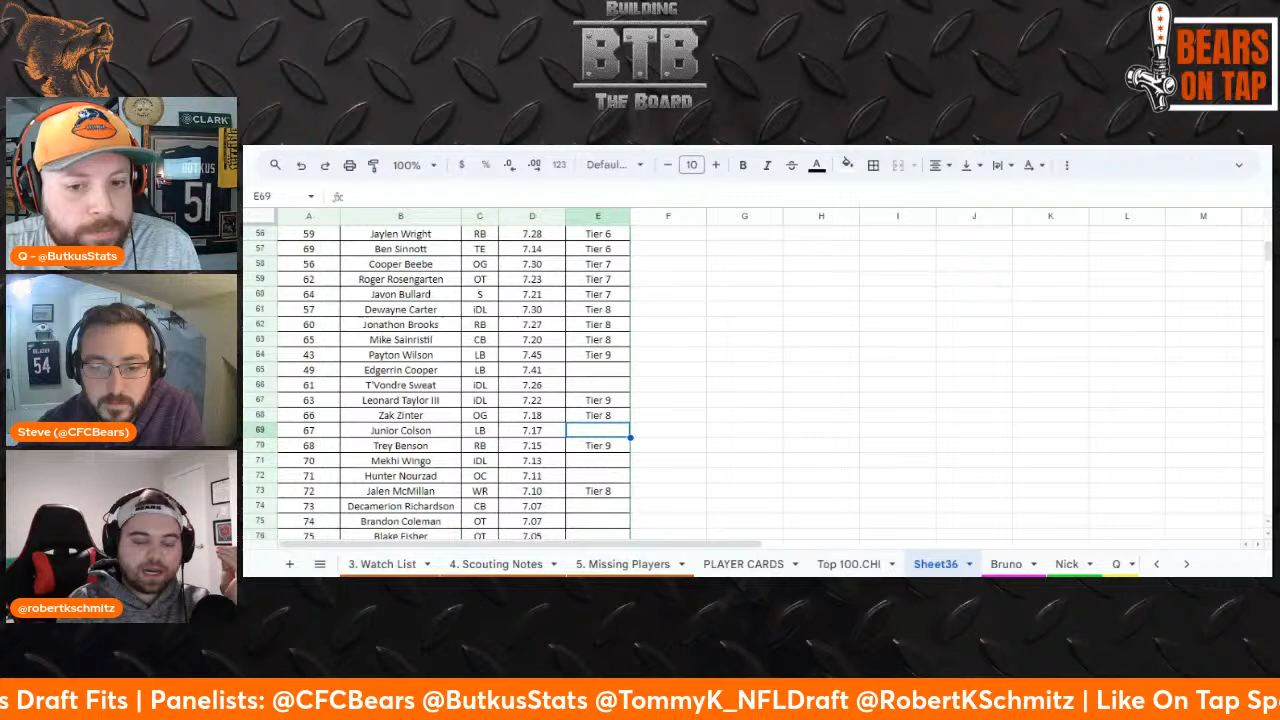 BUILDING
BTB
THE BOARD
BEARS
ON TAP
CLARK
BUTKUS
51
Q - @ButkusStats
54
Steve (@CFCBears)
@robertkschmitz
100% $ % .0 .00 123 Defaul... − 10 + B I S A
E69 fx
A B C D E F G H I J K L M
56 59 Jaylen Wright RB 7.28 Tier 6
57 69 Ben Sinnott TE 7.14 Tier 6
58 56 Cooper Beebe OG 7.30 Tier 7
59 62 Roger Rosengarten OT 7.23 Tier 7
60 64 Javon Bullard S 7.21 Tier 7
61 57 Dewayne Carter iDL 7.30 Tier 8
62 60 Jonathon Brooks RB 7.27 Tier 8
63 65 Mike Sainristil CB 7.20 Tier 8
64 43 Payton Wilson LB 7.45 Tier 9
65 49 Edgerrin Cooper LB 7.41
66 61 T'Vondre Sweat iDL 7.26
67 63 Leonard Taylor III iDL 7.22 Tier 9
68 66 Zak Zinter OG 7.18 Tier 8
69 67 Junior Colson LB 7.17
70 68 Trey Benson RB 7.15 Tier 9
71 70 Mekhi Wingo iDL 7.13
72 71 Hunter Nourzad OC 7.11
73 72 Jalen McMillan WR 7.10 Tier 8
74 73 Decamerion Richardson CB 7.07
75 74 Brandon Coleman OT 7.07
76 75 Blake Fisher OT 7.05
+ 3. Watch List 4. Scouting Notes 5. Missing Players PLAYER CARDS Top 100.CHI Sheet36 Bruno Nick Q
s Draft Fits | Panelists: @CFCBears @ButkusStats @TommyK_NFLDraft @RobertKSchmitz | Like On Tap Sp